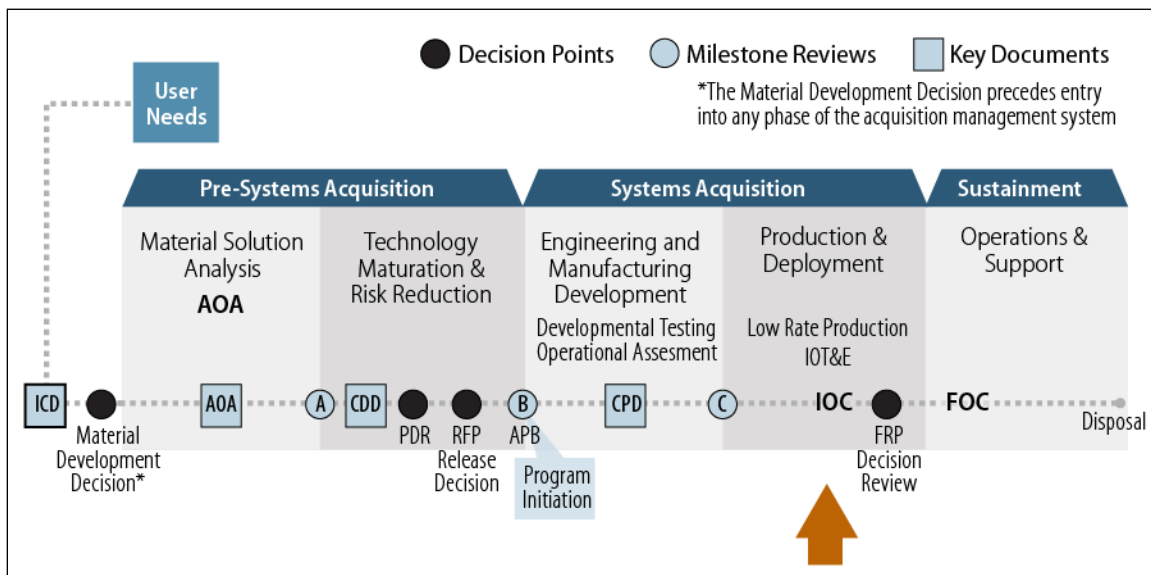 Decision Points
Milestone Reviews
Key Documents
*The Material Development Decision precedes entry
into any phase of the acquisition management system
User
Needs
Pre-Systems Acquisition
Systems Acquisition
Sustainment
Material Solution
Analysis
AOA
Technology
Maturation &
Risk Reduction
Engineering and
Manufacturing
Development
Developmental Testing
Operational Assesment
Production &
Deployment
Low Rate Production
IOT&E
Operations &
Support
ICD
Material
Development
Decision*
AOA
A
CDD
PDR
RFP
Release
Decision
B
APB
Program
Initiation
CPD
C
IOC
FRP
Decision
Review
FOC
Disposal